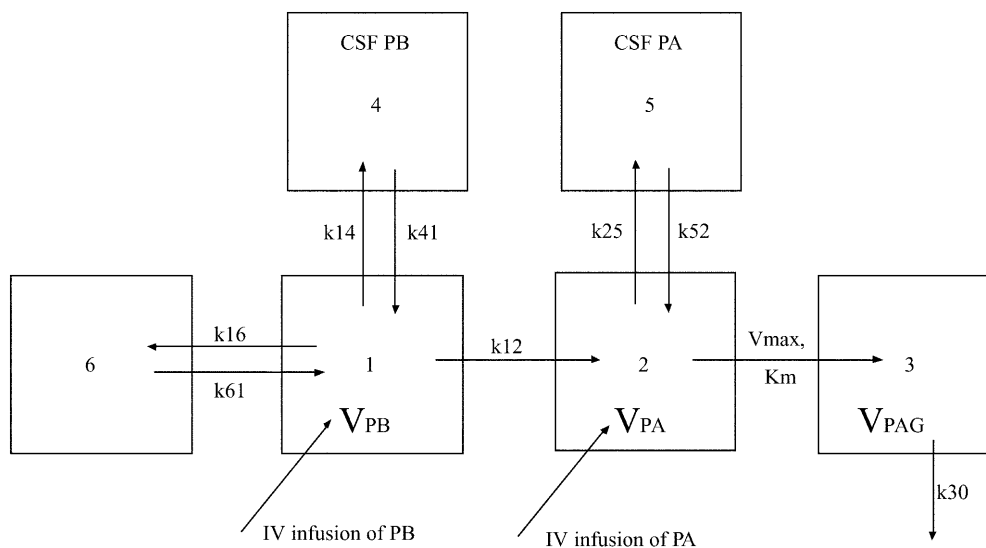 CSF PB
CSF PA
4
5
k14
k41
k25
k52
k16
k12
Vmax,
6
1
2
3
k61
Km
VPB
VPA
VPAG
k30
IV infusion of PB
IV infusion of PA